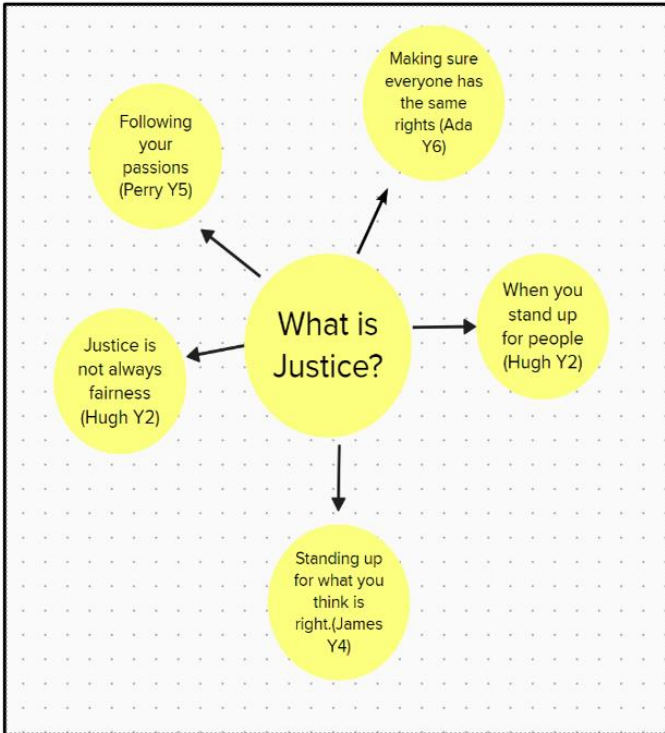 Making sure
everyone has
the same
rights (Ada
Y6)
Following
your
passions
(Perry Y5)
What is
Justice?
When you
stand up
for people
(Hugh Y2)
Justice is
not always
fairness
(Hugh Y2)
Standing up
for what you
think is
right.(James
Y4)